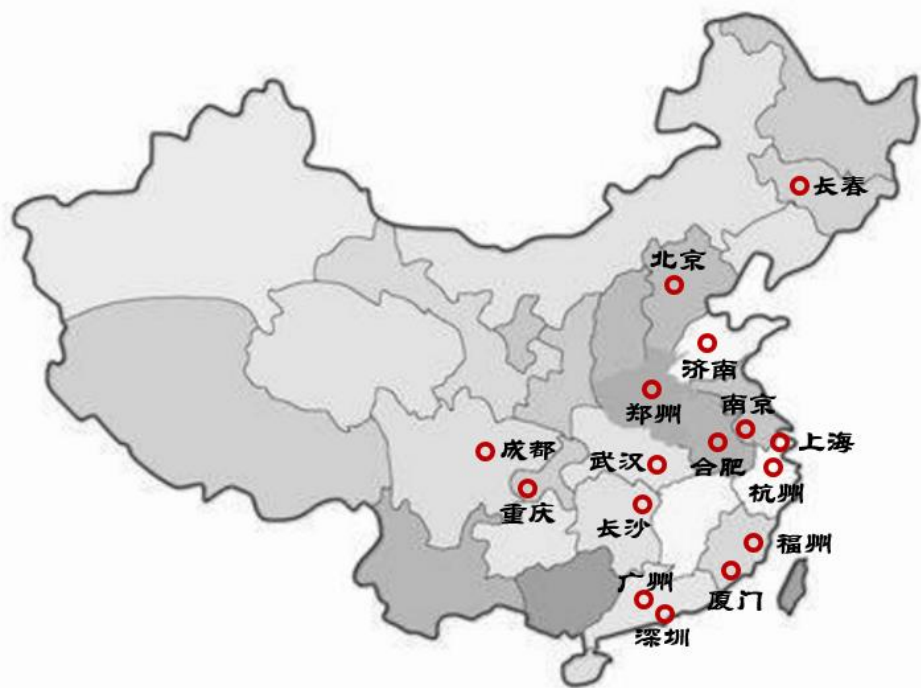 长春
北京
济南
郑州
南京
上海
成都
武汉
合肥
杭州
重庆
长沙
福州
广州
厦门
深圳